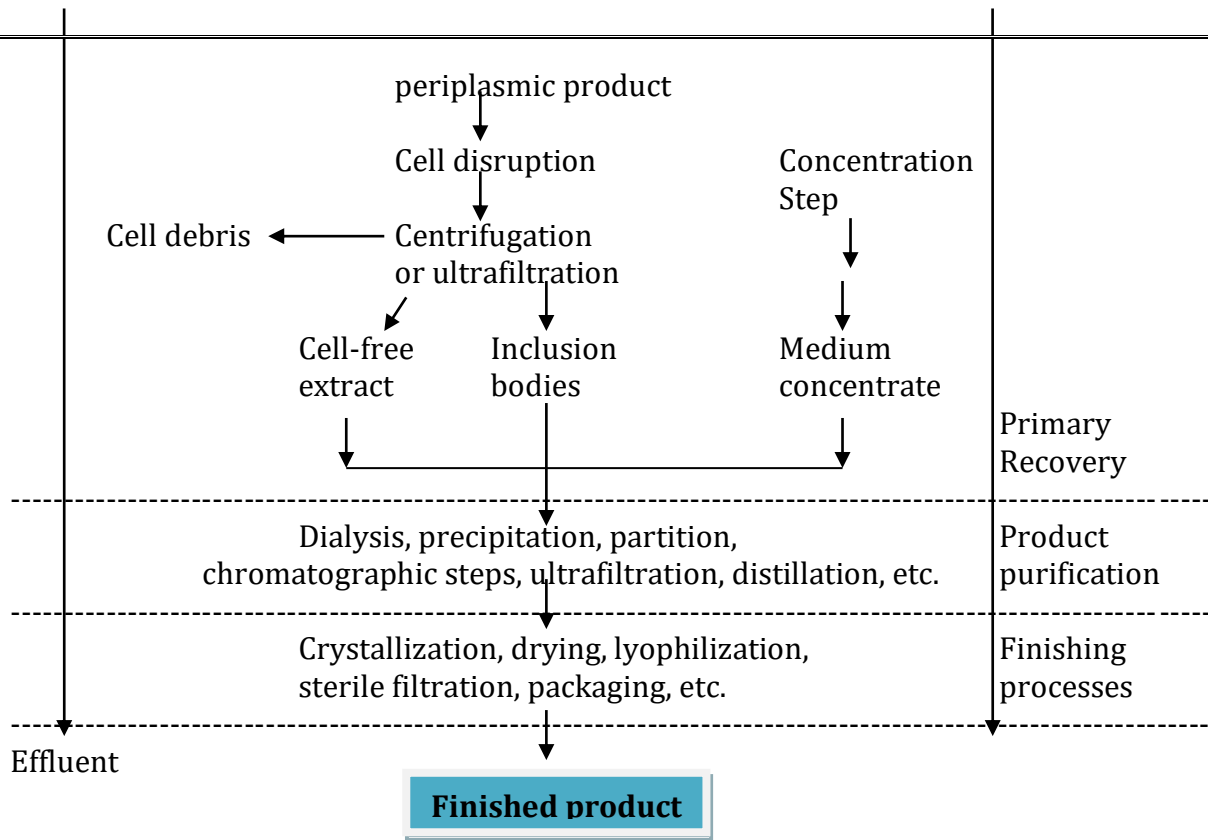 periplasmic product
Cell disruption
Concentration
Step
Cell debris
Centrifugation
or ultrafiltration
Cell-free
extract
Inclusion
bodies
Medium
concentrate
Primary
Recovery
Dialysis, precipitation, partition,
chromatographic steps, ultrafiltration, distillation, etc.
Product
purification
Crystallization, drying, lyophilization,
sterile filtration, packaging, etc.
Finishing
processes
Effluent
Finished product